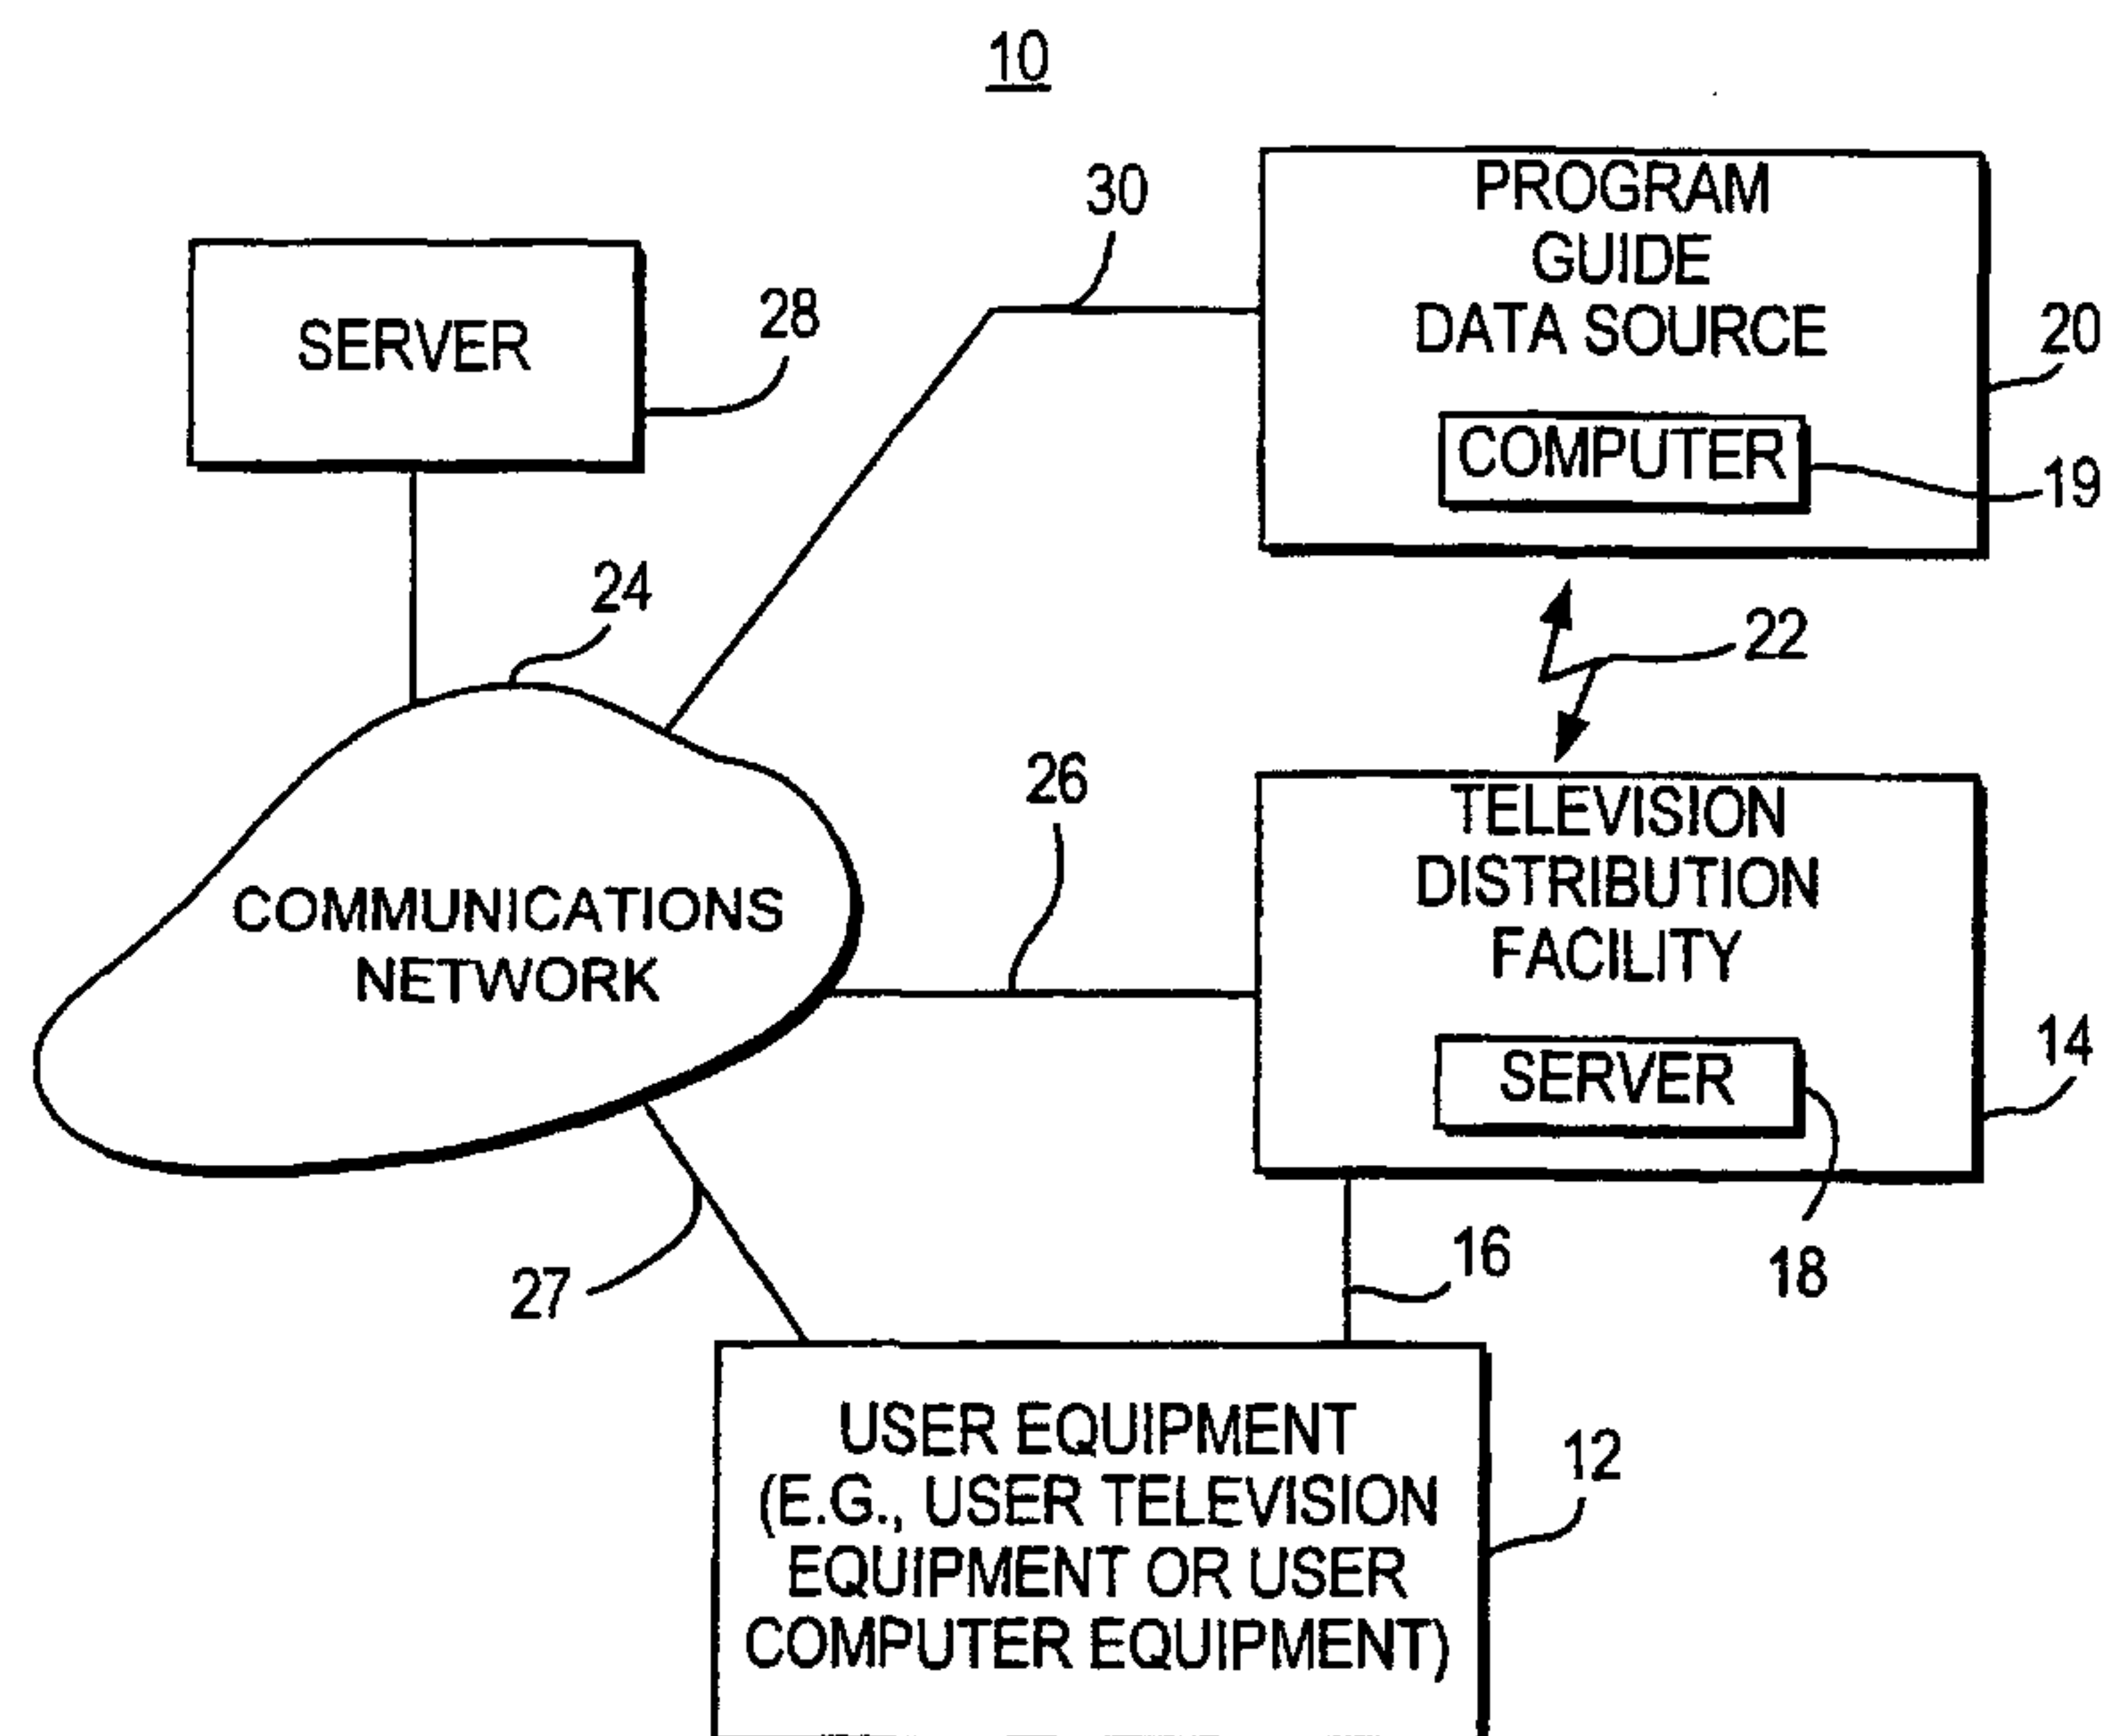 10
30
PROGRAM
GUIDE
DATA SOURCE
20
COMPUTER
19
SERVER
28
24
22
26
TELEVISION
DISTRIBUTION
FACILITY
14
SERVER
18
COMMUNICATIONS
NETWORK
27
16
USER EQUIPMENT
(E.G., USER TELEVISION
EQUIPMENT OR USER
COMPUTER EQUIPMENT)
12